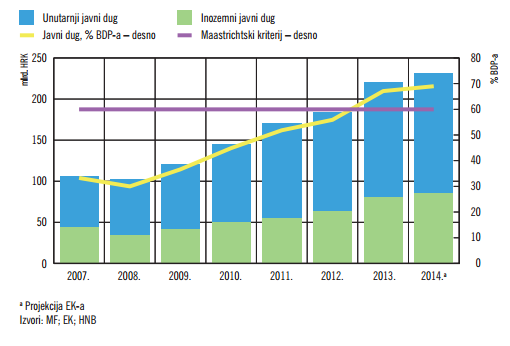 Unutarnji javni dug
Inozemni javni dug
Javni dug, % BDP-a – desno
Maastrichtski kriterij – desno
mlrd. HRK
% BDP-a
250
200
150
100
50
0
80
70
60
50
40
30
20
10
0
2007. 2008. 2009. 2010. 2011. 2012. 2013. 2014.ª
ª Projekcija EK-a
Izvori: MF; EK; HNB